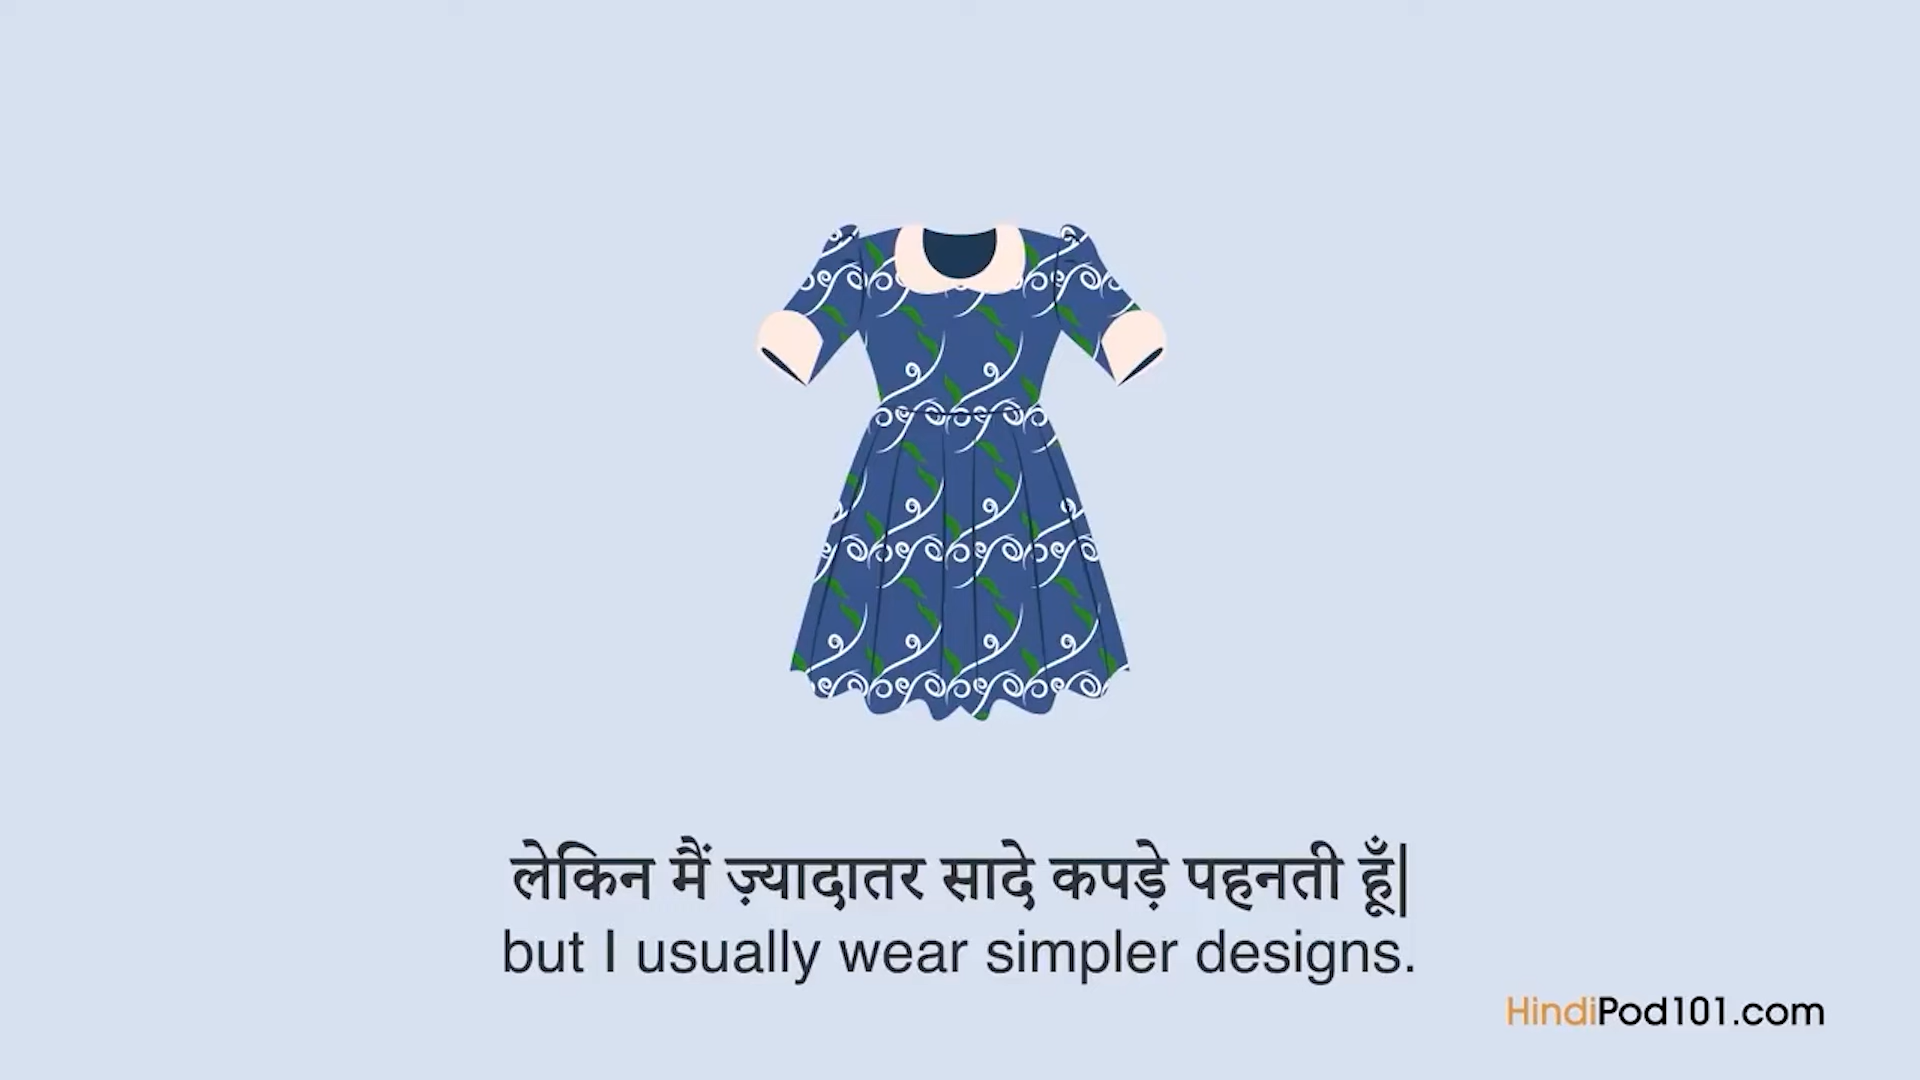 लेकिन मैं ज़्यादातर सादे कपड़े पहनती हूँ|
but I usually wear simpler designs.
HindiPod101.com